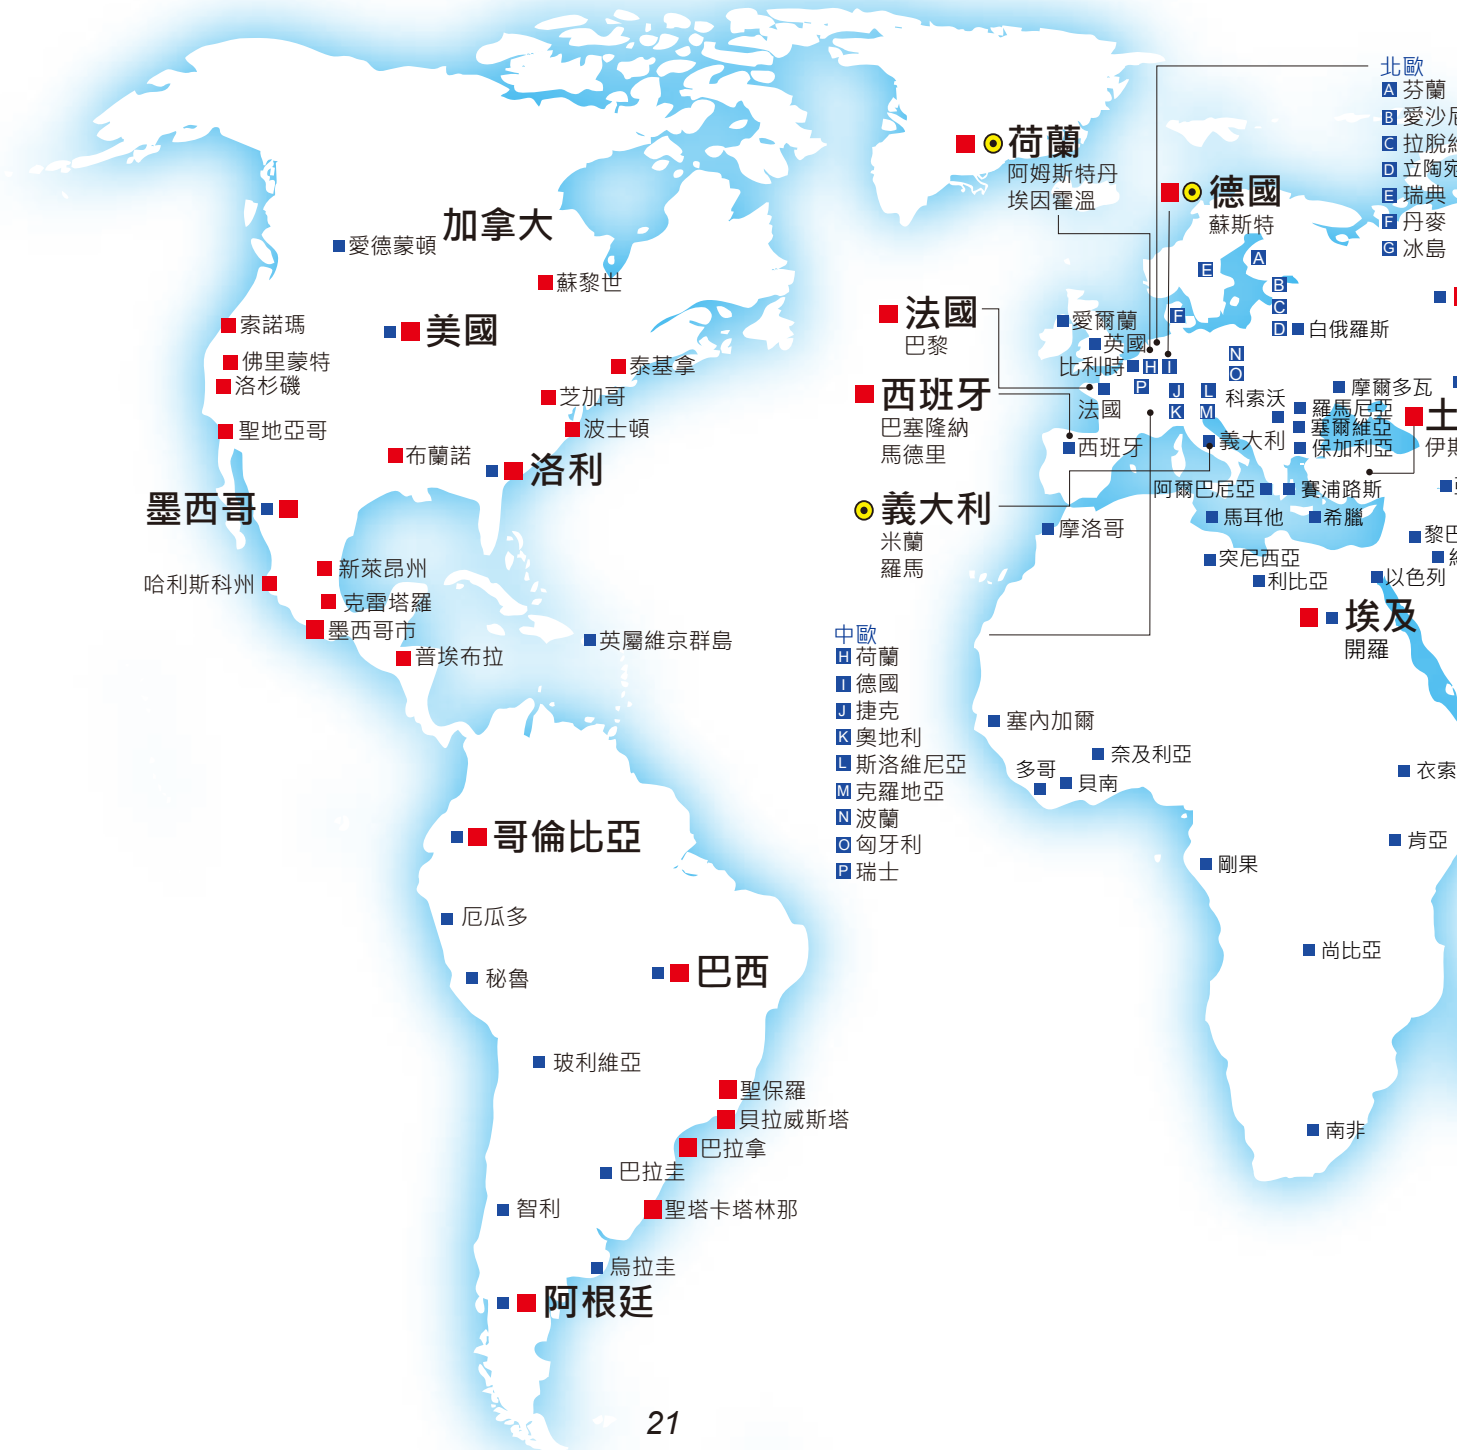 加拿大
愛德蒙頓
蘇黎世
索諾瑪
美國
佛里蒙特
洛杉磯
泰基拿
芝加哥
聖地亞哥
波士頓
布蘭諾
洛利
墨西哥
新萊昂州
哈利斯科州
克雷塔羅
墨西哥市
普埃布拉
英屬維京群島
哥倫比亞
厄瓜多
秘魯
巴西
玻利維亞
聖保羅
貝拉威斯塔
巴拉拿
巴拉圭
智利
聖塔卡塔林那
烏拉圭
阿根廷
荷蘭
阿姆斯特丹
埃因霍溫
德國
蘇斯特
法國
巴黎
西班牙
巴塞隆納
馬德里
義大利
米蘭
羅馬
北歐
A 芬蘭
B 愛沙尼
C 拉脫維
D 立陶宛
E 瑞典
F 丹麥
G 冰島
A
E
B
C
F
D
白俄羅斯
愛爾蘭
英國
N
比利時
H
I
O
P
J
L
科索沃
摩爾多瓦
法國
K
M
羅馬尼亞
塞爾維亞
土
西班牙
義大利
保加利亞
伊斯
阿爾巴尼亞
賽浦路斯
摩洛哥
馬耳他
希臘
黎巴
突尼西亞
利比亞
以色列
埃及
開羅
中歐
H 荷蘭
I 德國
J 捷克
K 奧地利
L 斯洛維尼亞
M 克羅地亞
N 波蘭
O 匈牙利
P 瑞士
塞內加爾
奈及利亞
多哥
貝南
衣索
肯亞
剛果
尚比亞
南非
21